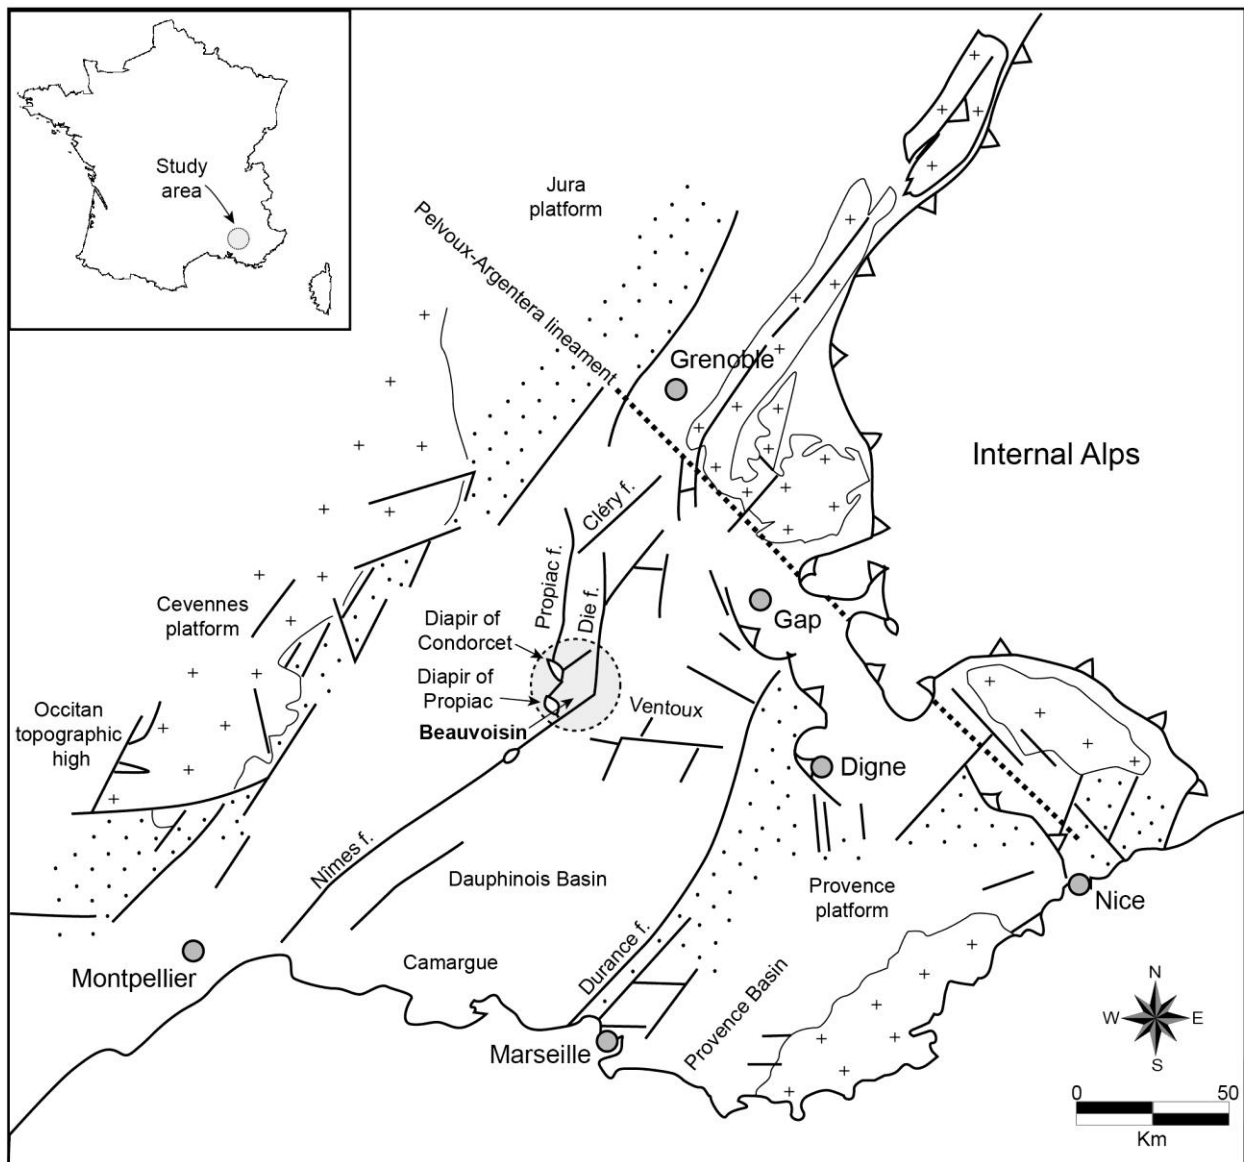 Study
area
Jura
platform
Pelvoux-Argentera lineament
Grenoble
Internal Alps
Cléry f.
Propiac f.
Die f.
Cevennes
platform
Diapir of
Condorcet
Gap
Diapir of
Propiac
Occitan
topographic
high
Ventoux
Beauvoisin
Digne
Nîmes f.
Dauphinois Basin
Provence
platform
Nice
Durance f.
Montpellier
Camargue
Provence Basin
Marseille
N
W
E
S
0
50
Km